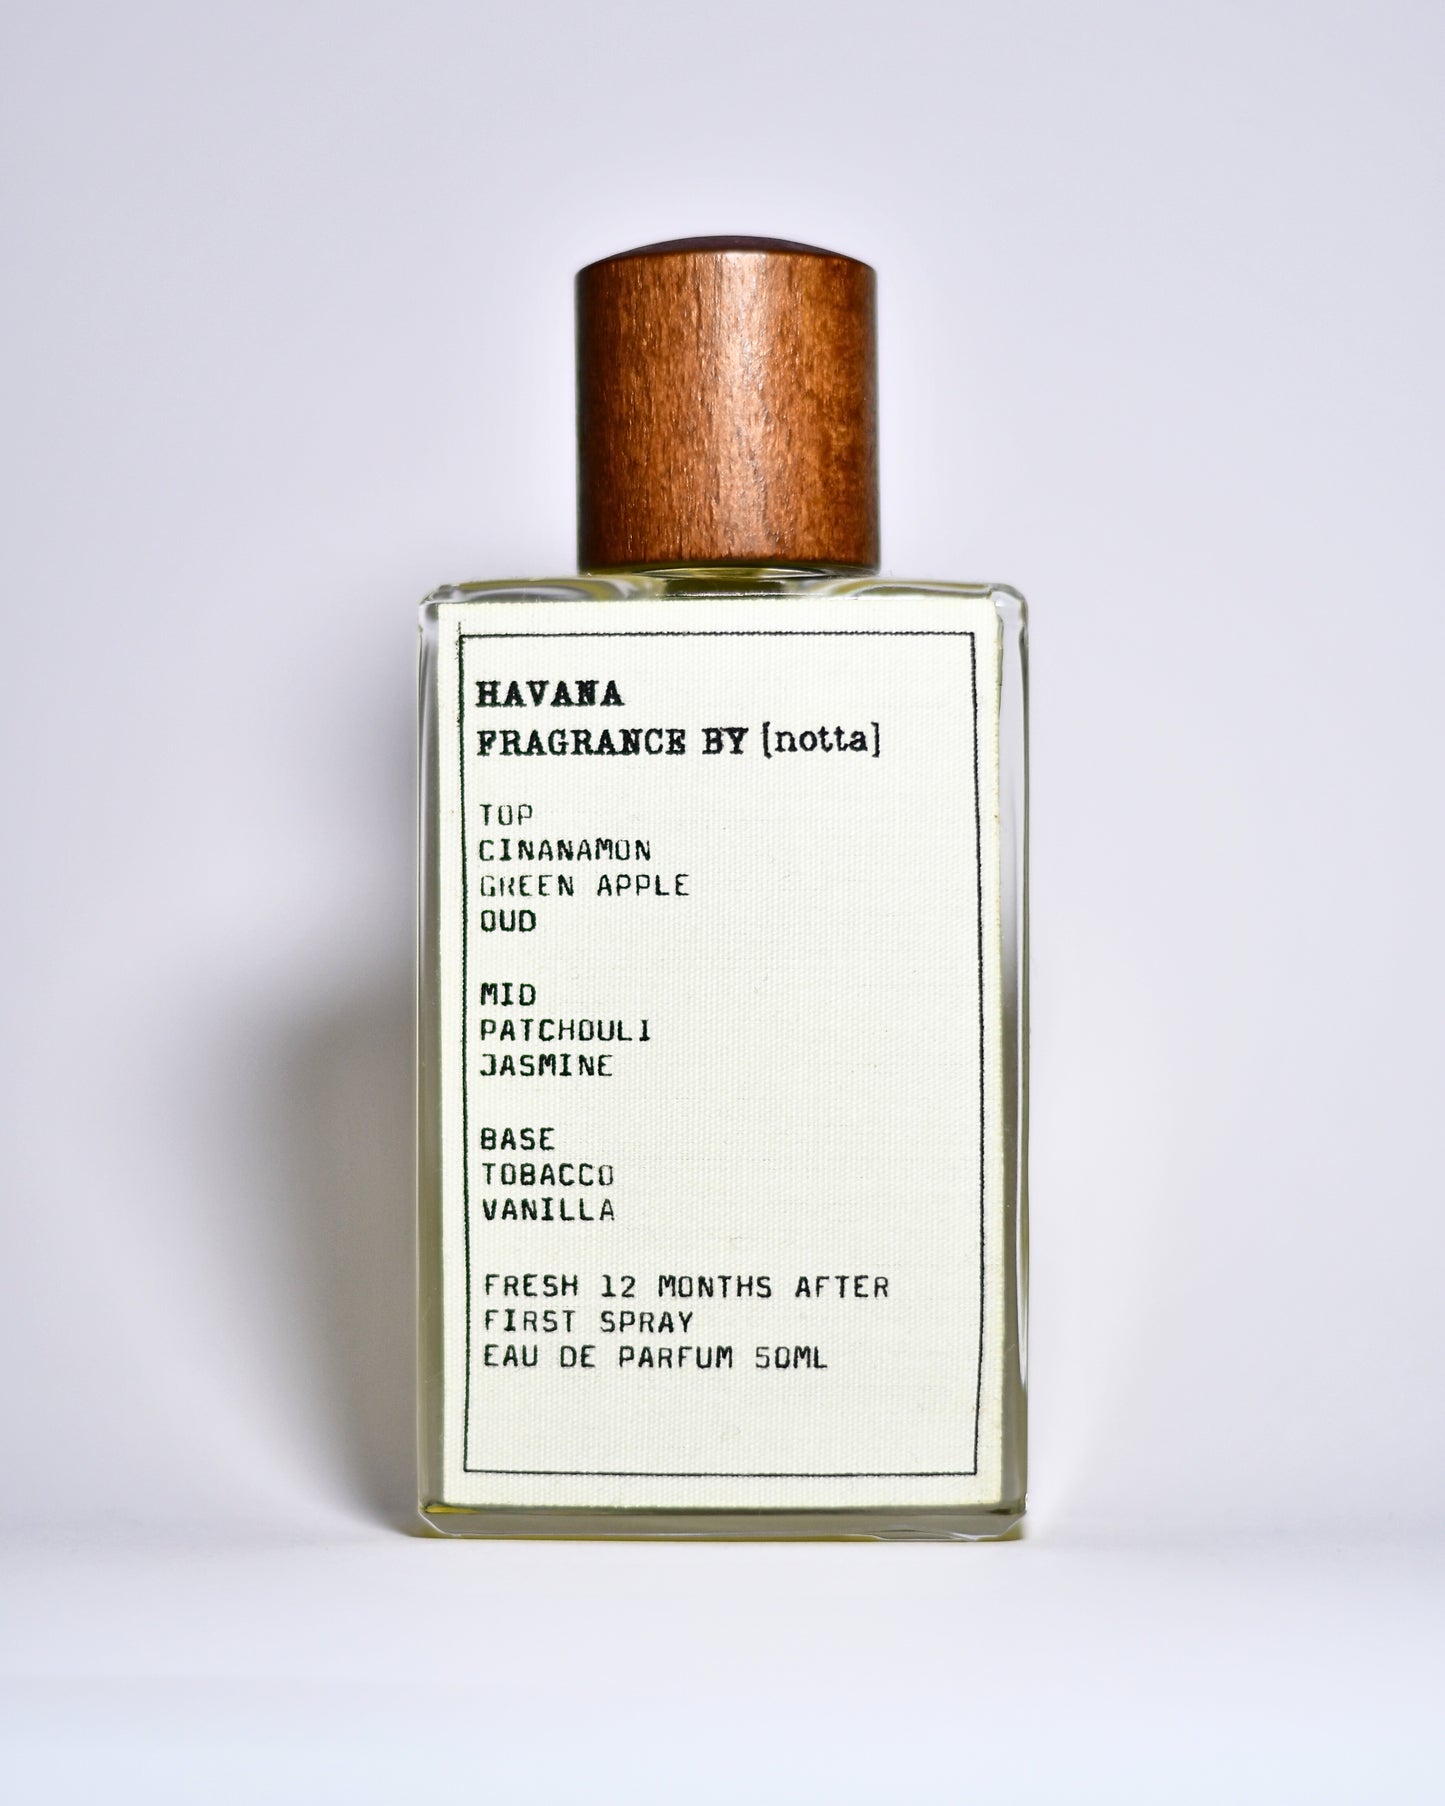 HAVANA
FRAGRANCE BY [notta]
TOP
CINANAMON
GREEN APPLE
OUD
MID
PATCHOULI
JASMINE
BASE
TOBACCO
VANILLA
FRESH 12 MONTHS AFTER
FIRST SPRAY
EAU DE PARFUM 50ML